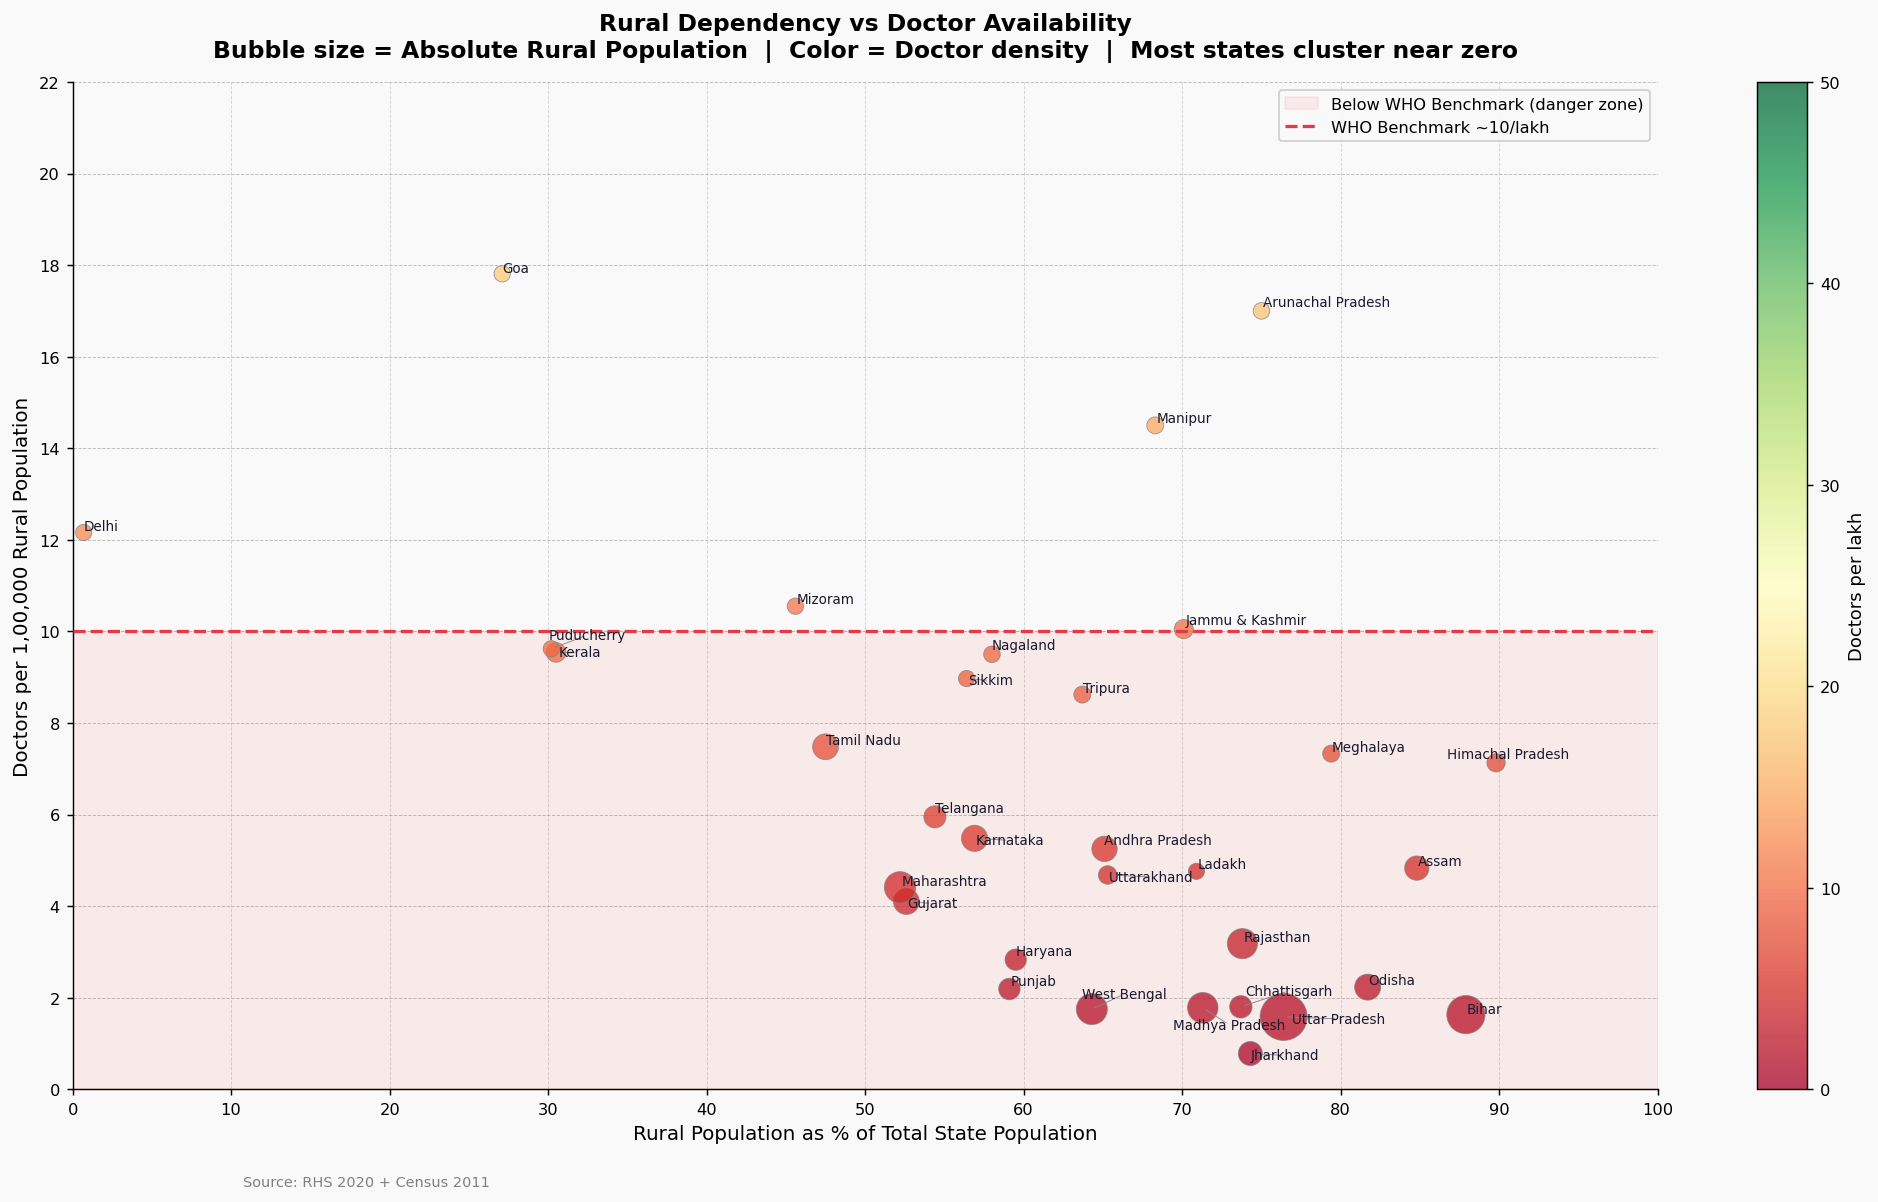 Rural Dependency vs Doctor Availability
Bubble size = Absolute Rural Population | Color = Doctor density | Most states cluster near zero
Below WHO Benchmark (danger zone)
WHO Benchmark ~10/lakh
Doctors per 1,00,000 Rural Population
22
20
18
16
14
12
10
8
6
4
2
0
Goa
Arunachal Pradesh
Manipur
Delhi
Mizoram
Jammu & Kashmir
Puducherry
Kerala
Nagaland
Sikkim
Tripura
Tamil Nadu
Meghalaya
Himachal Pradesh
Telangana
Karnataka
Andhra Pradesh
Ladakh
Assam
Uttarakhand
Maharashtra
Gujarat
Rajasthan
Haryana
Punjab
Odisha
West Bengal
Chhattisgarh
Bihar
Madhya Pradesh
Uttar Pradesh
Jharkhand
0 10 20 30 40 50 60 70 80 90 100
Rural Population as % of Total State Population
50
40
30
20
10
0
Doctors per lakh
Source: RHS 2020 + Census 2011